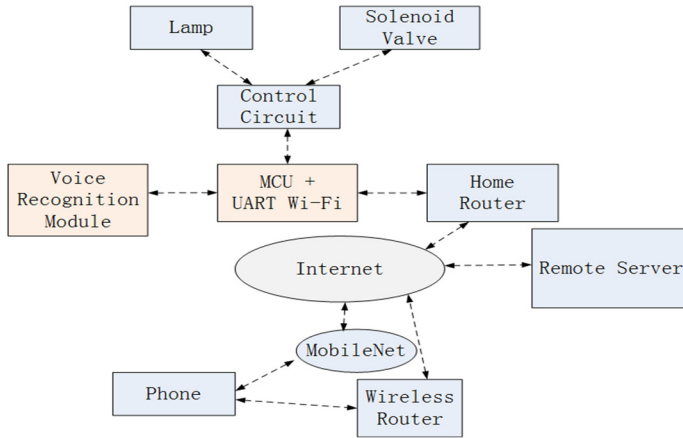 Lamp
Solenoid
Valve
Control
Circuit
Voice
Recognition
Module
MCU +
UART Wi-Fi
Home
Router
Internet
Remote Server
MobileNet
Phone
Wireless
Router